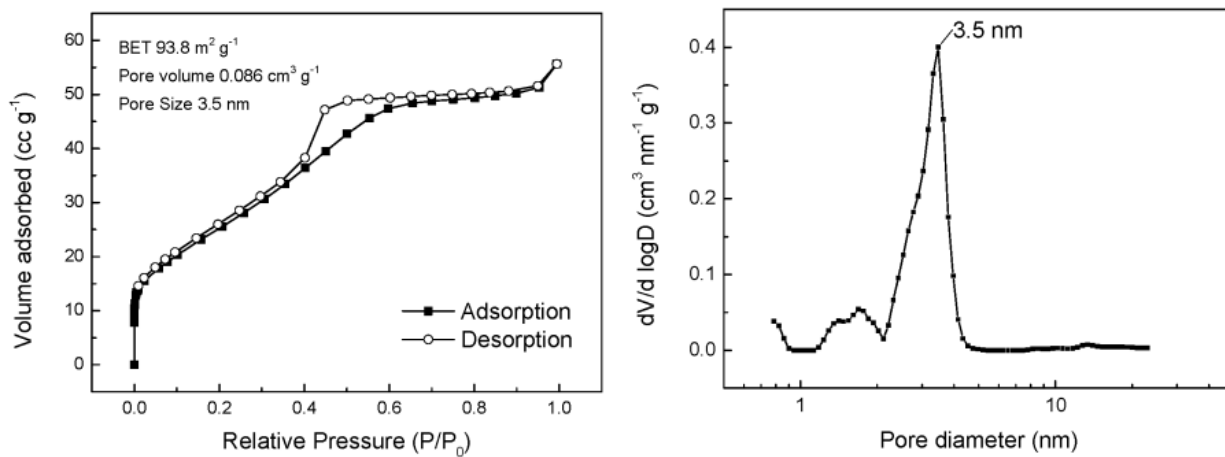 60
50
40
30
20
10
0
Volume adsorbed (cc g⁻¹)
BET 93.8 m² g⁻¹
Pore volume 0.086 cm³ g⁻¹
Pore Size 3.5 nm
Adsorption
Desorption
0.0 0.2 0.4 0.6 0.8 1.0
Relative Pressure (P/P₀)
0.4
0.3
0.2
0.1
0.0
dV/d logD (cm³ nm⁻¹ g⁻¹)
3.5 nm
1 10
Pore diameter (nm)